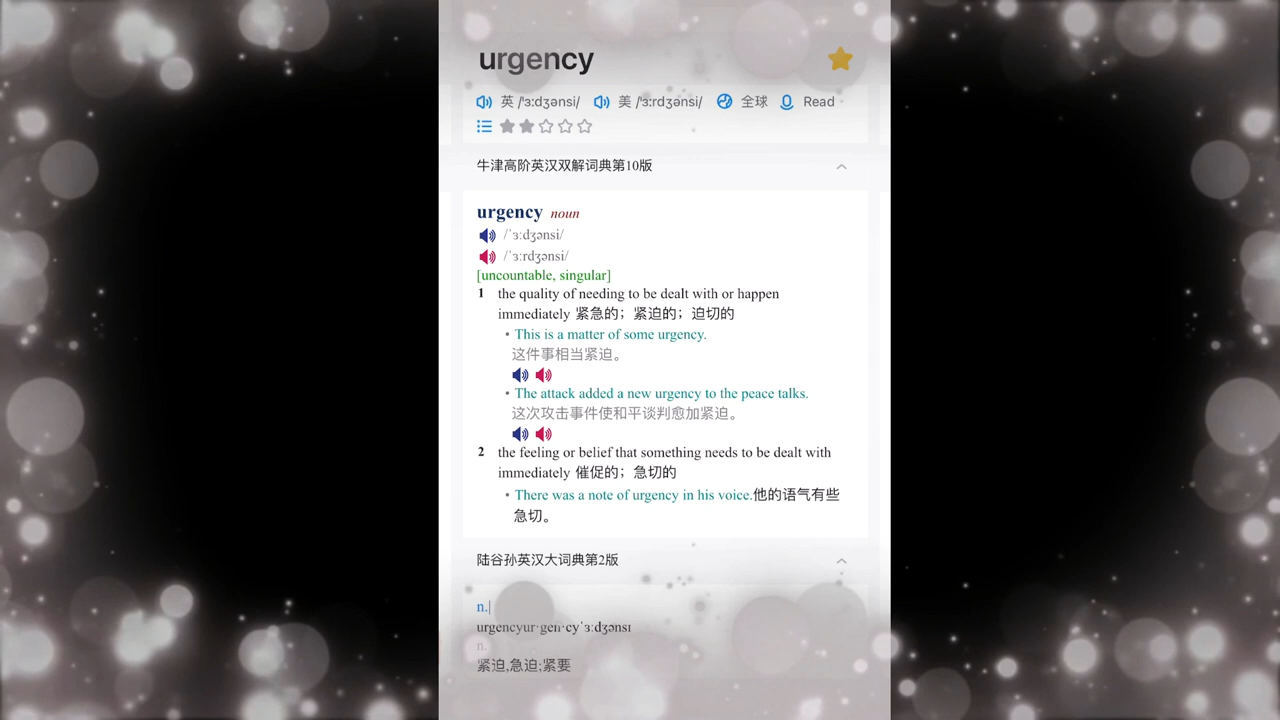 urgency
英 /ˈɜːdʒənsi/ 美 /ˈɜːrdʒənsi/ 全球 Read
牛津高阶英汉双解词典第10版
urgency noun
/ˈɜːdʒənsi/
/ˈɜːrdʒənsi/
[uncountable, singular]
1 the quality of needing to be dealt with or happen
immediately 紧急的；紧迫的；迫切的
• This is a matter of some urgency.
这件事相当紧迫。
• The attack added a new urgency to the peace talks.
这次攻击事件使和平谈判愈加紧迫。
2 the feeling or belief that something needs to be dealt with
immediately 催促的；急切的
• There was a note of urgency in his voice.他的语气有些
急切。
陆谷孙英汉大词典第2版
n.|
urgencyur·gen·cyˈɜːdʒənsɪ
n.
紧迫,急迫;紧要